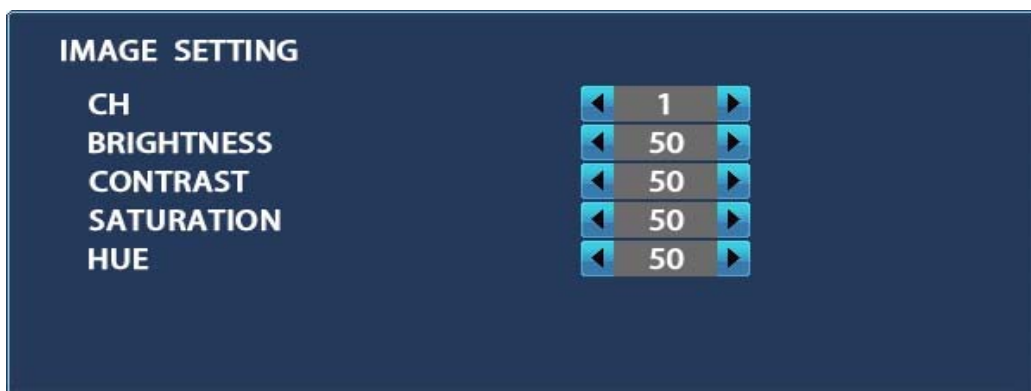 IMAGE SETTING
CH 1
BRIGHTNESS 50
CONTRAST 50
SATURATION 50
HUE 50